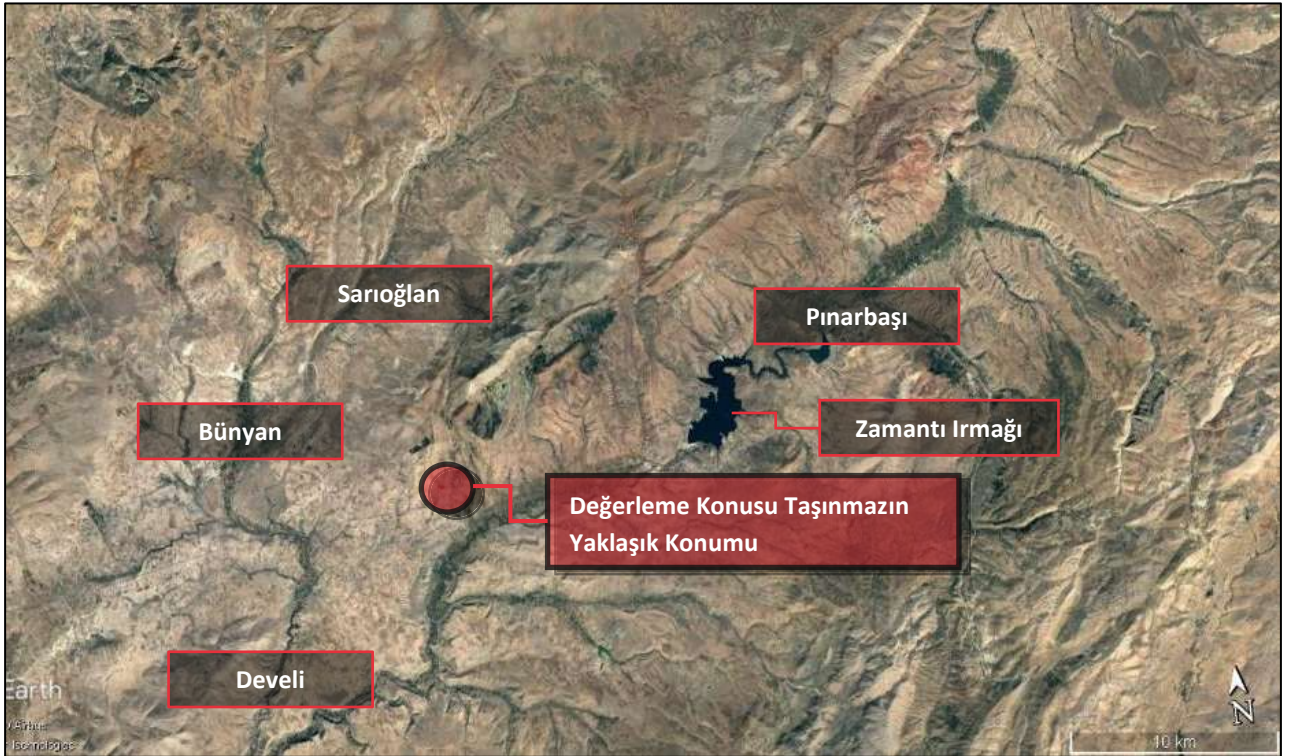 Sarıoğlan
Pınarbaşı
Bünyan
Zamantı Irmağı
Değerleme Konusu Taşınmazın
Yaklaşık Konumu
Develi
Earth
N
10 km